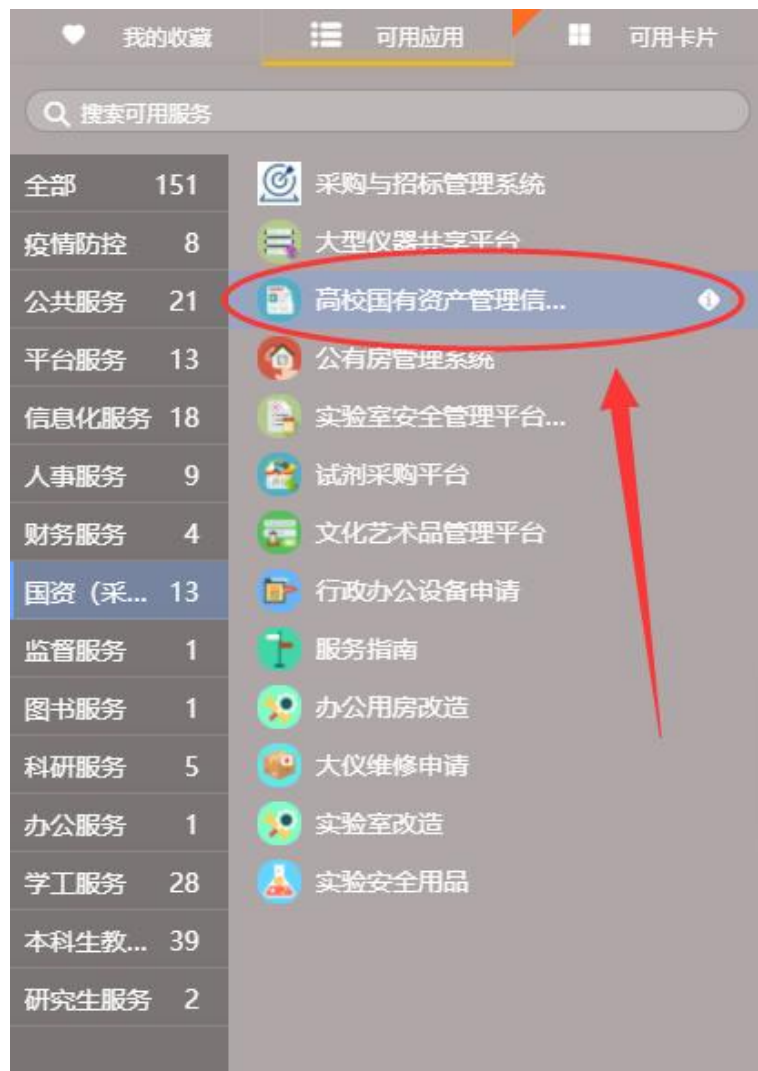 我的收藏
可用应用
可用卡片
搜索可用服务
全部 151
疫情防控 8
公共服务 21
平台服务 13
信息化服务 18
人事服务 9
财务服务 4
国资（采... 13
监督服务 1
图书服务 1
科研服务 5
办公服务 1
学工服务 28
本科生教... 39
研究生服务 2
采购与招标管理系统
大型仪器共享平台
高校国有资产管理信...
公有房管理系统
实验室安全管理平台...
试剂采购平台
文化艺术品管理平台
行政办公设备申请
服务指南
办公用房改造
大仪维修申请
实验室改造
实验安全用品